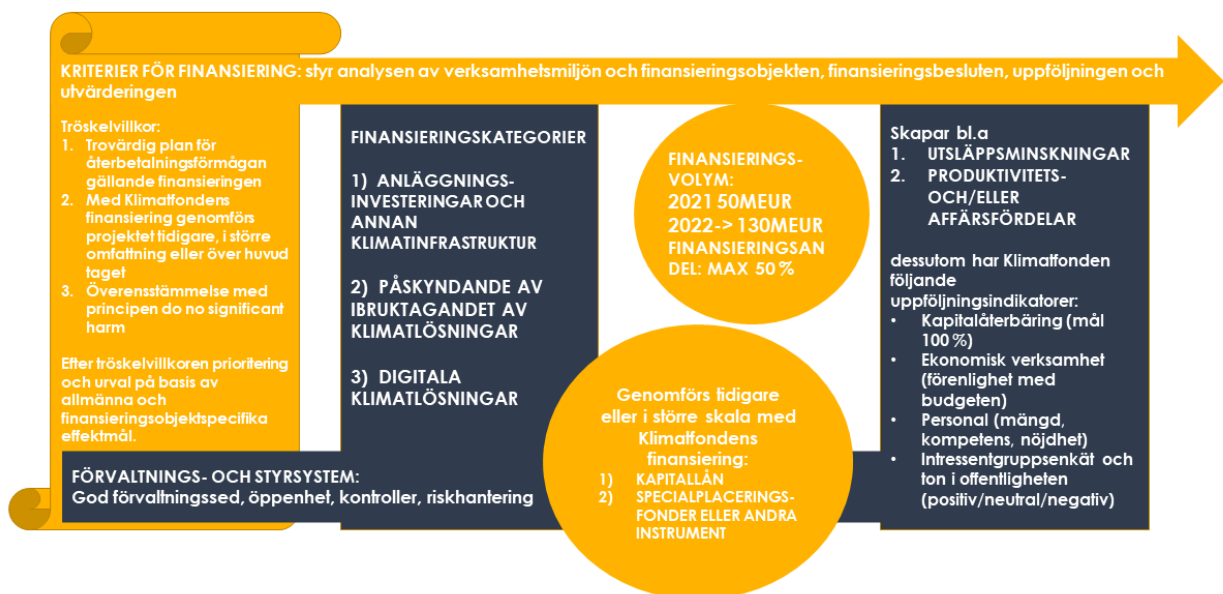 KRITERIER FÖR FINANSIERING: styr analysen av verksamhetsmiljön och finansieringsobjekten, finansieringsbesluten, uppföljningen och
utvärderingen
Tröskelvillkor:
1. Trovärdig plan för
återbetalningsförmågan
gällande finansieringen
2. Med Klimatfondens
finansiering genomförs
projektet tidigare, i större
omfattning eller över huvud
taget
3. Överensstämmelse med
principen do no significant
harm
Efter tröskelvillkoren prioritering
och urval på basis av
allmänna och
finansieringsobjektspecifika
effektmål.
FINANSIERINGSKATEGORIER
1) ANLÄGGNINGS-
INVESTERINGAR OCH
ANNAN
KLIMATINFRASTRUKTUR
2) PÅSKYNDANDE AV
IBRUKTAGANDET AV
KLIMATLÖSNINGAR
3) DIGITALA
KLIMATLÖSNINGAR
FINANSIERINGS-
VOLYM:
2021 50MEUR
2022-> 130MEUR
FINANSIERINGSAN
DEL: MAX 50 %
Genomförs tidigare
eller i större skala med
Klimatfondens
finansiering:
1) KAPITALLÅN
2) SPECIALPLACERINGS-
FONDER ELLER ANDRA
INSTRUMENT
Skapar bl.a
1. UTSLÄPPSMINSKNINGAR
2. PRODUKTIVITETS-
OCH/ELLER
AFFÄRSFÖRDELAR
dessutom har Klimatfonden
följande
uppföljningsindikatorer:
• Kapitalåterbäring (mål
100 %)
• Ekonomisk verksamhet
(förenlighet med
budgeten)
• Personal (mängd,
kompetens, nöjdhet)
• Intressentgruppsenkät och
ton i offentligheten
(positiv/neutral/negativ)
FÖRVALTNINGS- OCH STYRSYSTEM:
God förvaltningssed, öppenhet, kontroller, riskhantering